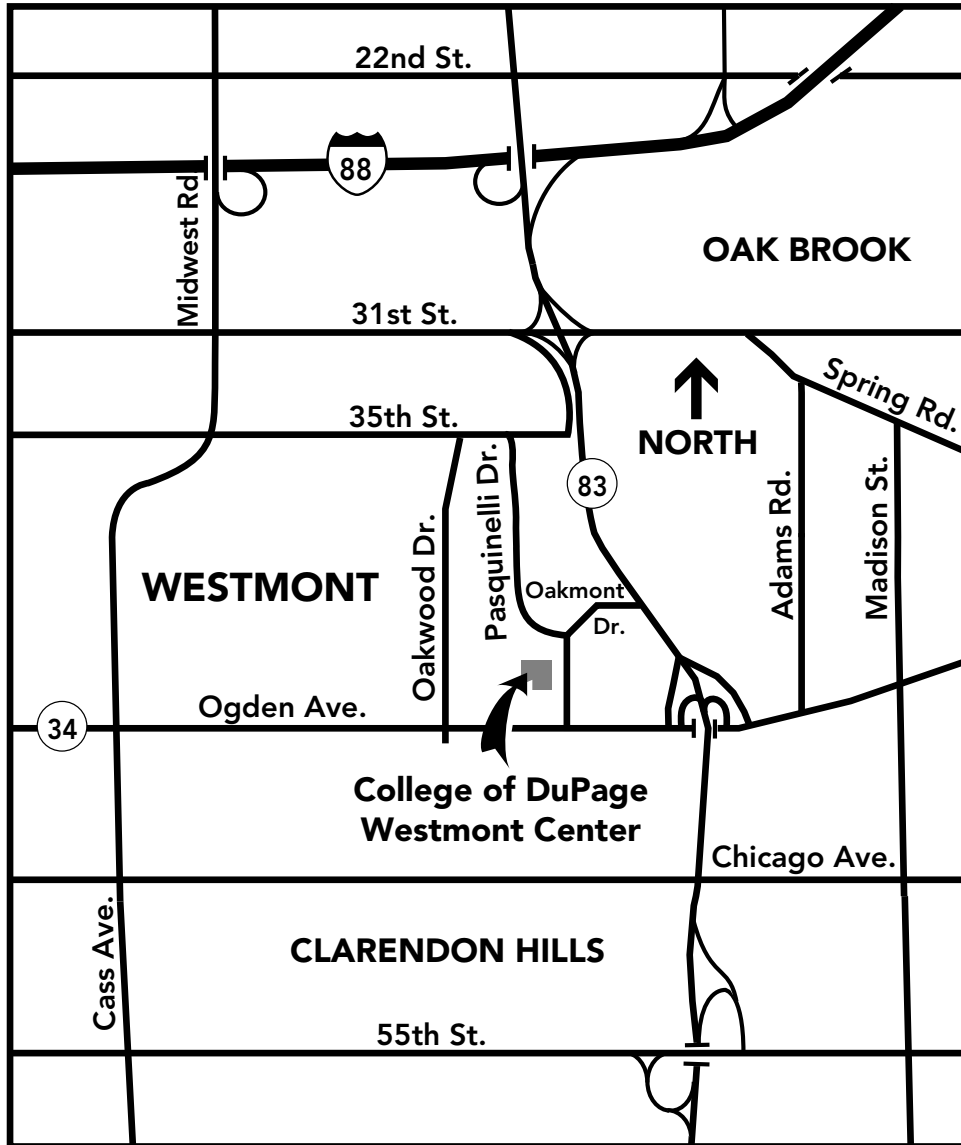 22nd St.
88
Midwest Rd
OAK BROOK
31st St.
Spring Rd.
35th St.
NORTH
83
Pasquinelli Dr.
Oakwood Dr.
Adams Rd.
Madison St.
WESTMONT
Oakmont
Dr.
Ogden Ave.
34
College of DuPage
Westmont Center
Chicago Ave.
Cass Ave.
CLARENDON HILLS
55th St.